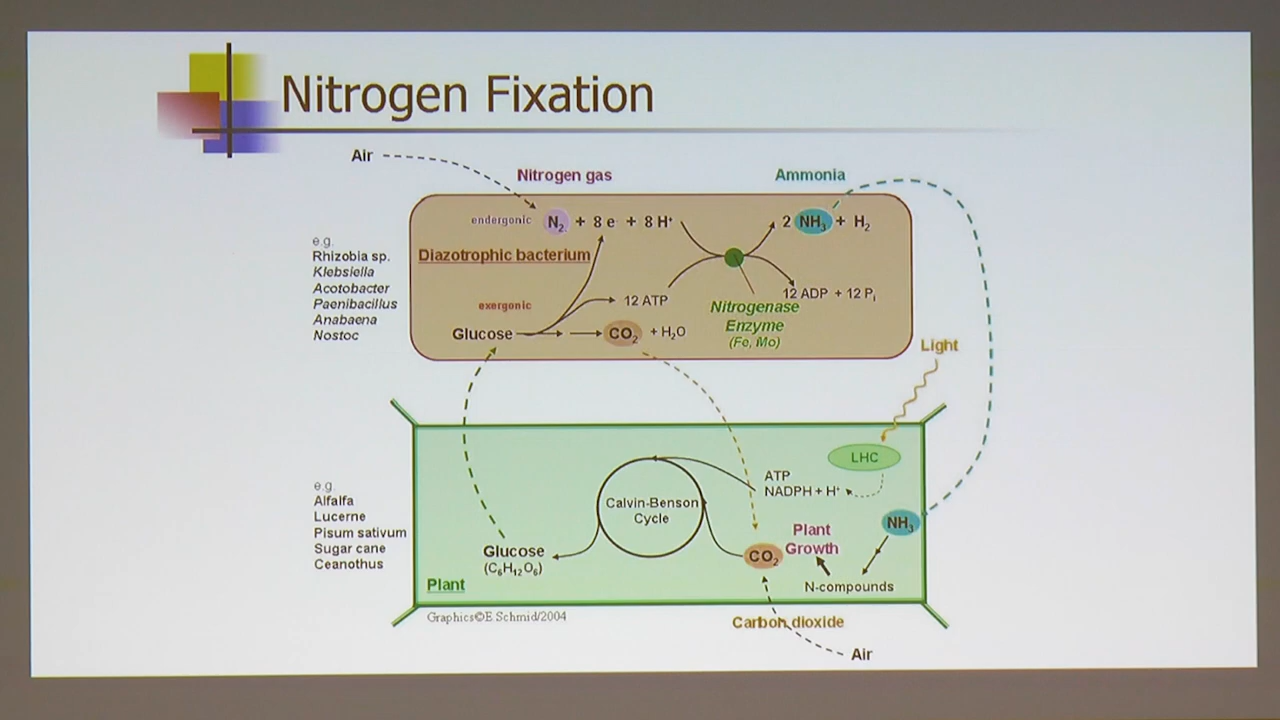 Nitrogen Fixation
Air
Nitrogen gas
Ammonia
endergonic
N₂ + 8 e⁻ + 8 H⁺
2 NH₃ + H₂
Diazotrophic bacterium
e.g.
Rhizobia sp.
Klebsiella
Acotobacter
Paenibacillus
Anabaena
Nostoc
exergonic
12 ATP
12 ADP + 12 Pᵢ
Nitrogenase
Enzyme
(Fe, Mo)
Glucose
CO₂ + H₂O
Light
LHC
ATP
NADPH + H⁺
Calvin-Benson
Cycle
e.g.
Alfalfa
Lucerne
Pisum sativum
Sugar cane
Ceanothus
NH₃
Plant
Growth
CO₂
Glucose
(C₆H₁₂O₆)
N-compounds
Plant
Graphics©E Schmid/2004
Carbon dioxide
Air